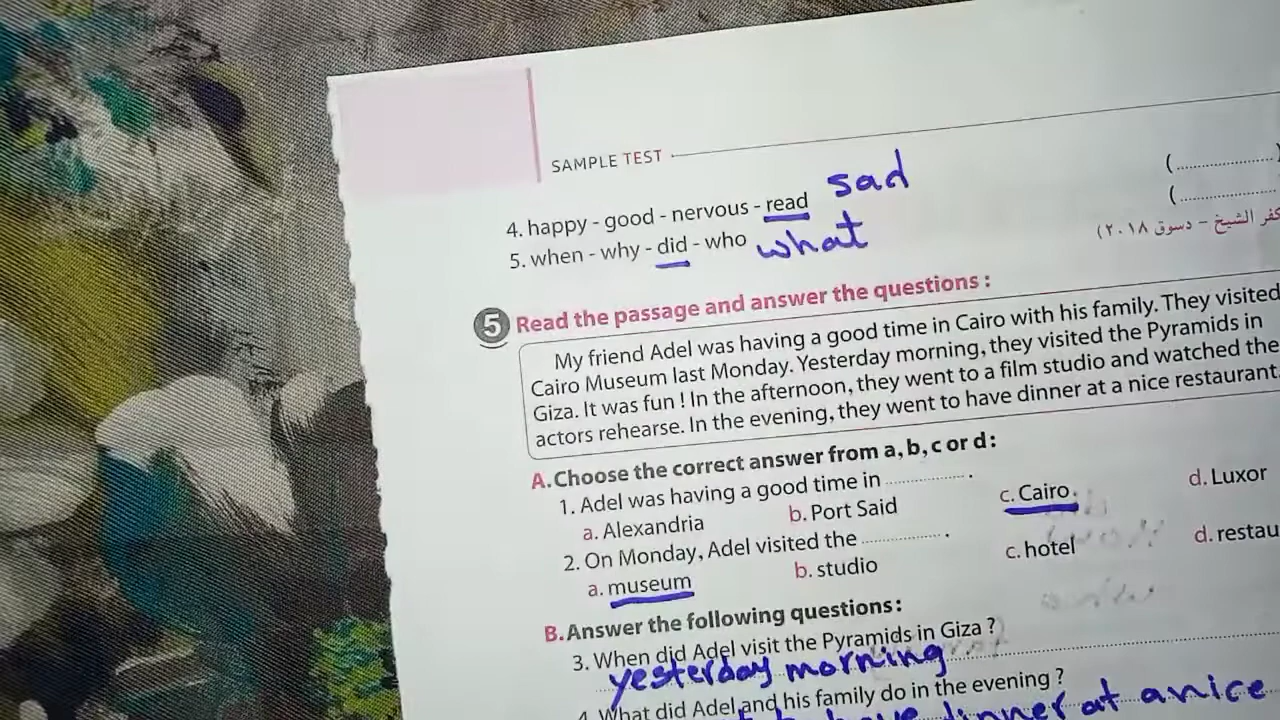 SAMPLE TEST
4. happy - good - nervous - read sad (....................)
5. when - why - did - who what (....................
(كفر الشيخ - دسوق ٢٠١٨)
5 Read the passage and answer the questions :
My friend Adel was having a good time in Cairo with his family. They visited
Cairo Museum last Monday. Yesterday morning, they visited the Pyramids in
Giza. It was fun ! In the afternoon, they went to a film studio and watched the
actors rehearse. In the evening, they went to have dinner at a nice restaurant.
A. Choose the correct answer from a, b, c or d :
1. Adel was having a good time in .................... .
a. Alexandria b. Port Said c. Cairo. d. Luxor
2. On Monday, Adel visited the .................... .
a. museum b. studio c. hotel d. restau
B. Answer the following questions :
3. When did Adel visit the Pyramids in Giza ?
yesterday morning
4. What did Adel and his family do in the evening ?
dinner at a nice